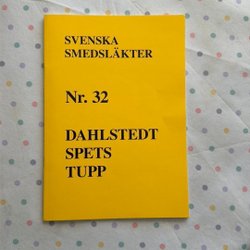 SVENSKA
SMEDSLÄKTER
Nr. 32
DAHLSTEDT
SPETS
TUPP